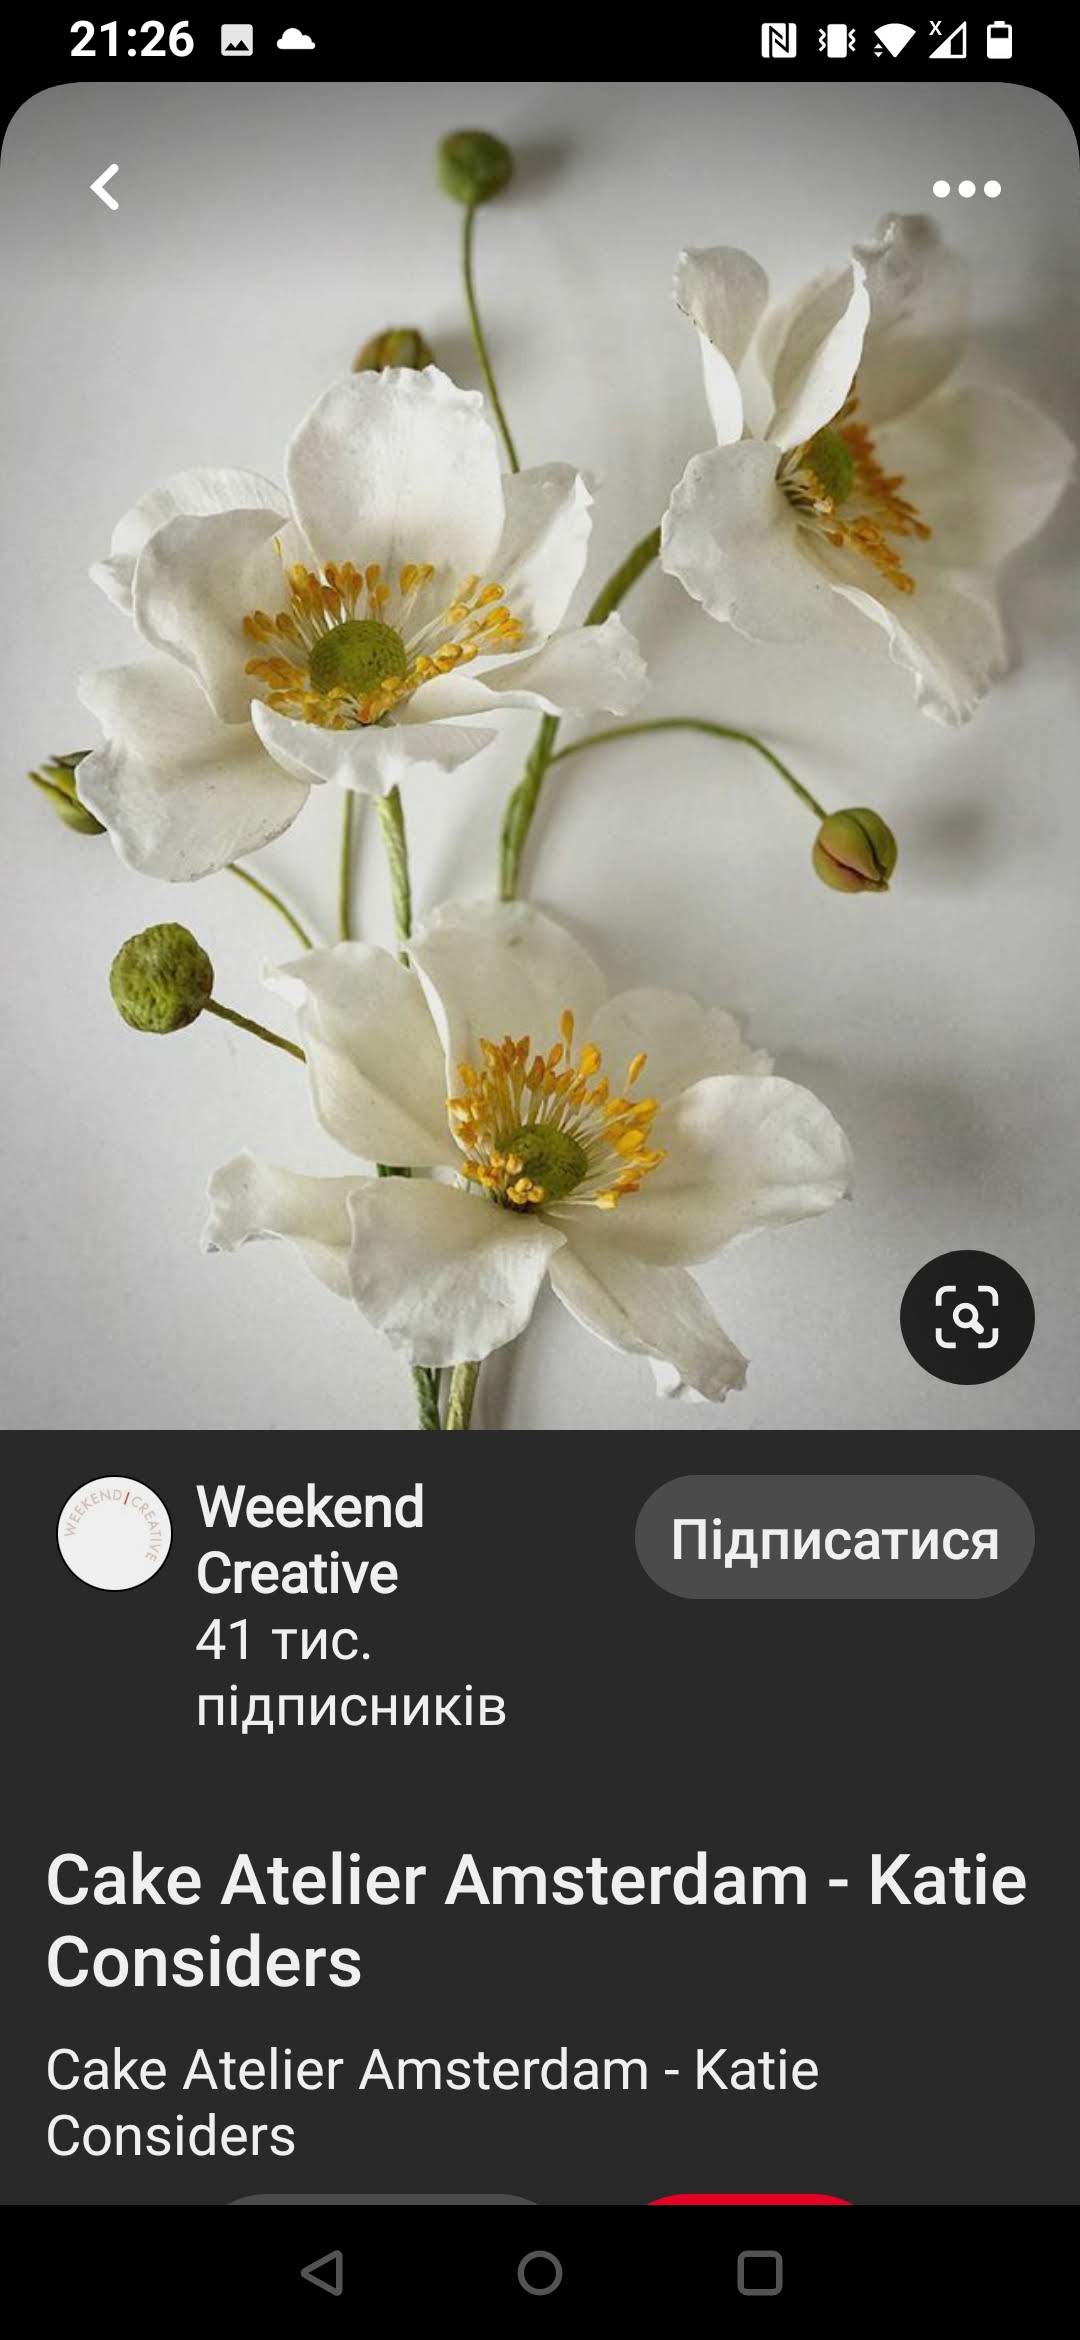 21:26
WEEKEND|CREATIVE
Weekend
Creative
41 тис.
підписників
Підписатися
Cake Atelier Amsterdam - Katie
Considers
Cake Atelier Amsterdam - Katie
Considers